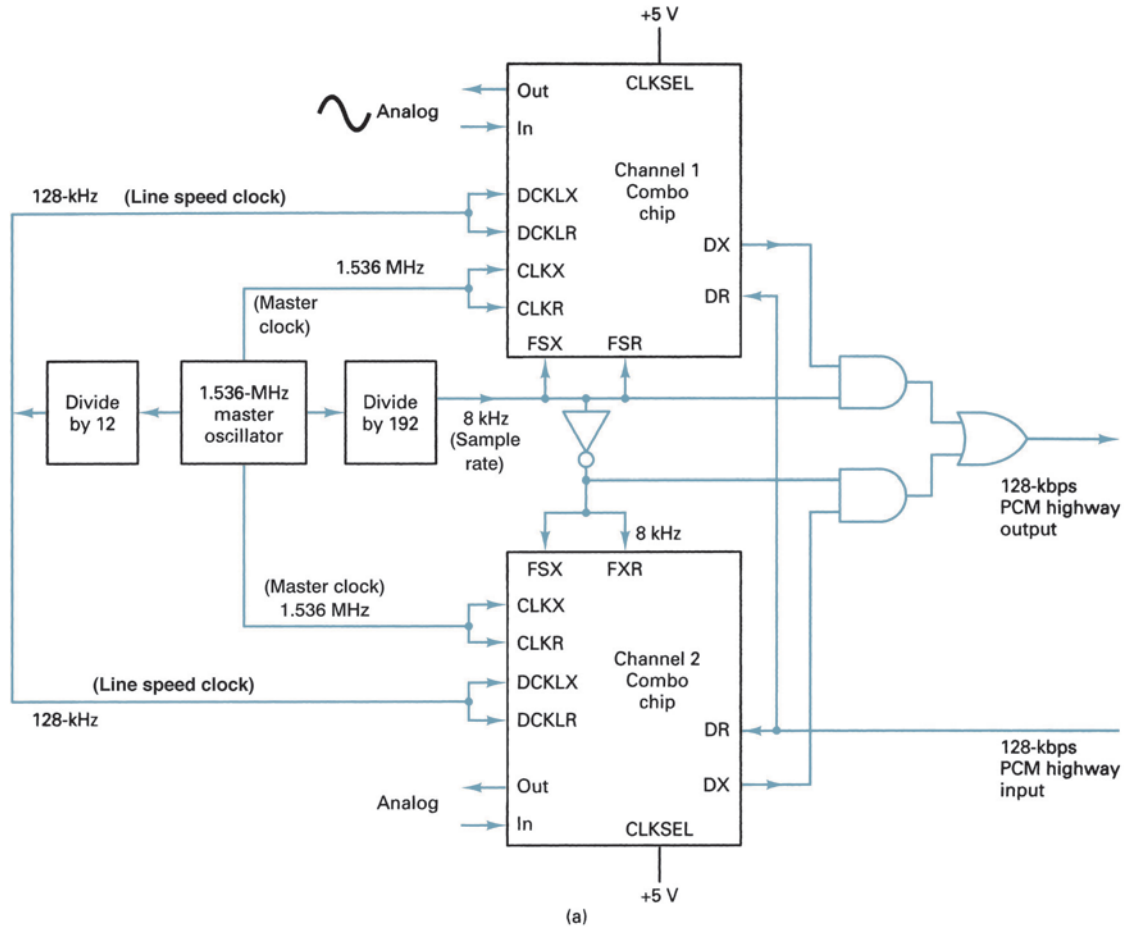 +5 V
CLKSEL
Out
Analog
In
Channel 1
Combo
chip
128-kHz (Line speed clock)
DCKLX
DCKLR
DX
1.536 MHz
CLKX
(Master
clock)
CLKR
DR
FSX FSR
Divide
by 12
1.536-MHz
master
oscillator
Divide
by 192
8 kHz
(Sample
rate)
128-kbps
PCM highway
output
8 kHz
FSX FXR
(Master clock)
1.536 MHz
CLKX
CLKR
Channel 2
Combo
chip
(Line speed clock)
128-kHz
DCKLX
DCKLR
DR
128-kbps
PCM highway
input
Out
DX
Analog
In
CLKSEL
+5 V
(a)